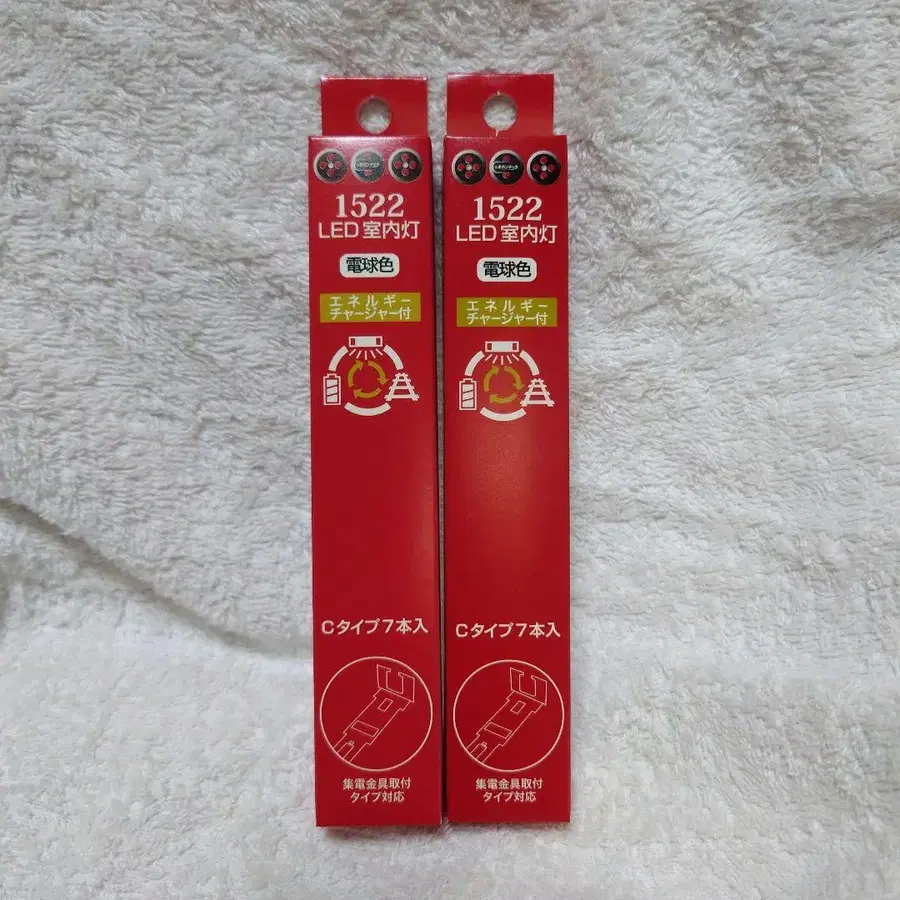 1522
LED 室内灯
電球色
エネルギー
チャージャー付
Cタイプ7本入
集電金具取付
タイプ対応
1522
LED 室内灯
電球色
エネルギー
チャージャー付
Cタイプ7本入
集電金具取付
タイプ対応